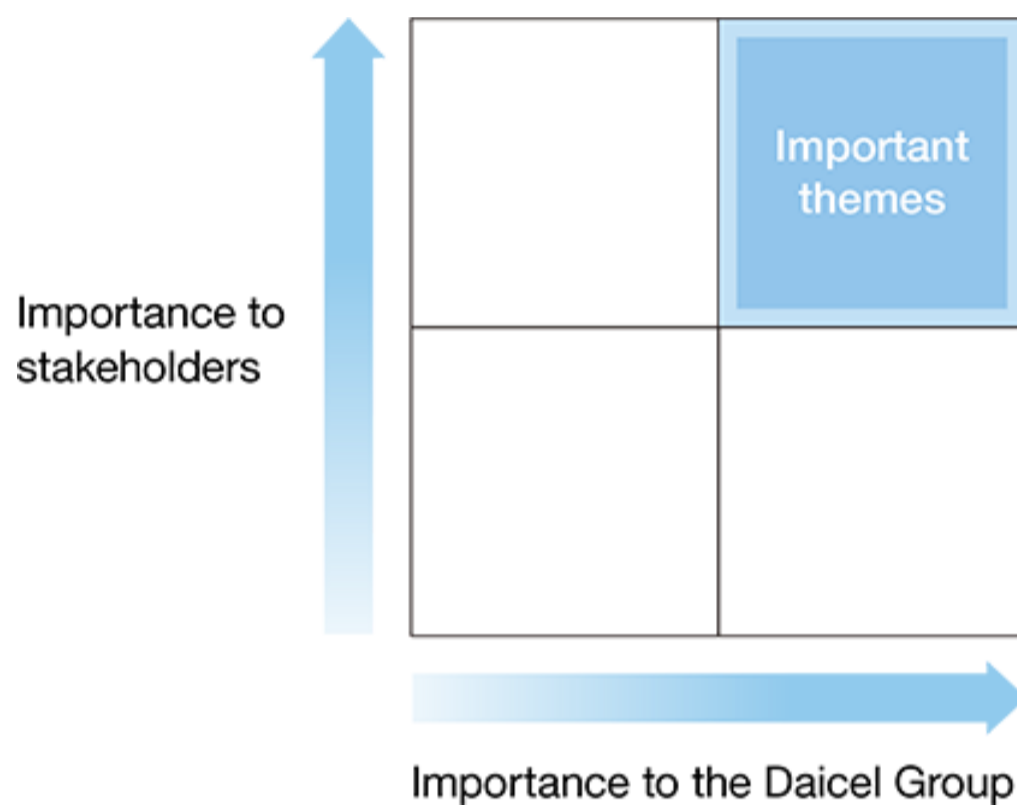 Important
themes
Importance to
stakeholders
Importance to the Daicel Group